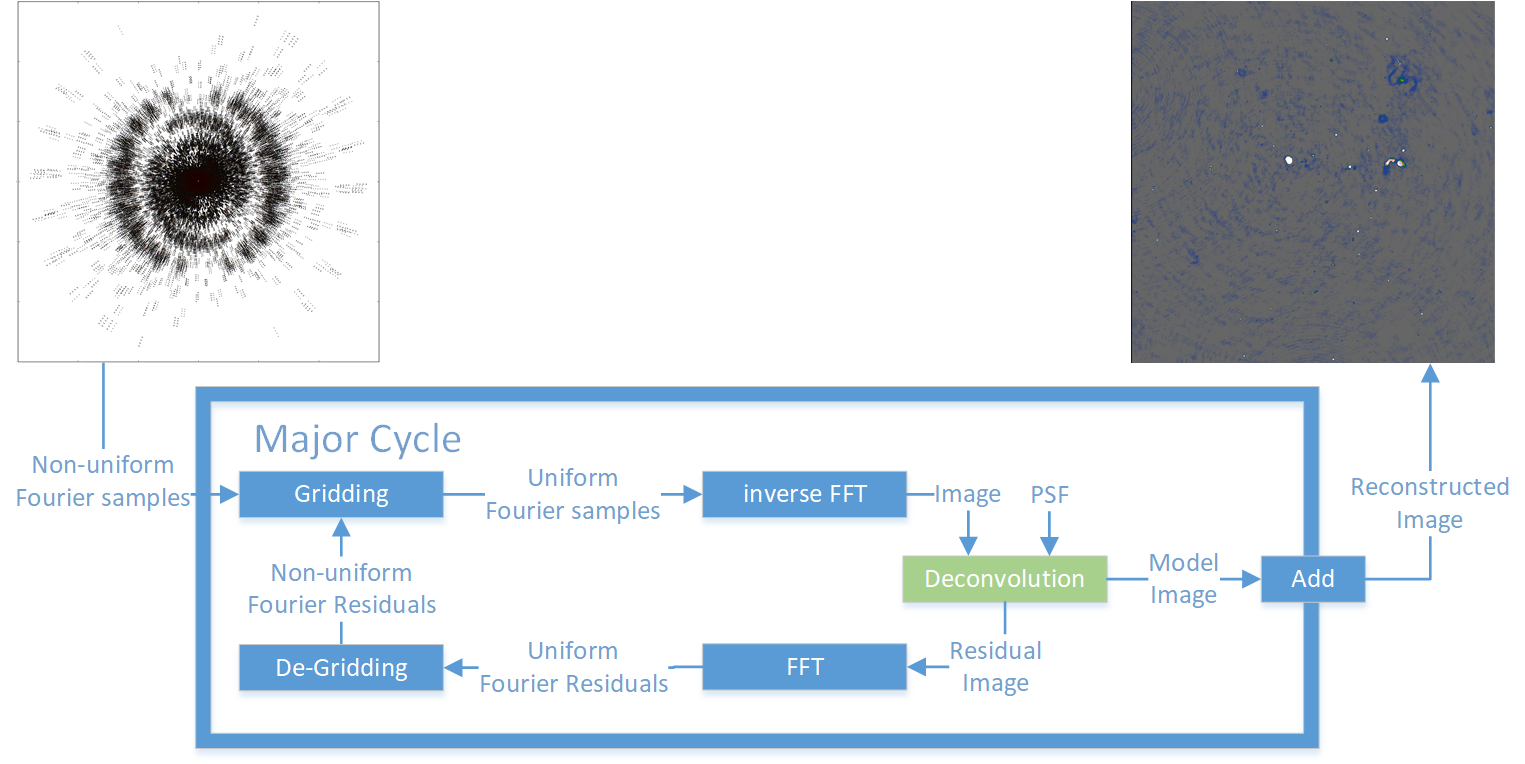 Major Cycle
Non-uniform
Fourier samples
Gridding
Uniform
Fourier samples
inverse FFT
Image
PSF
Deconvolution
Model
Image
Add
Reconstructed
Image
Residual
Image
FFT
Uniform
Fourier Residuals
De-Gridding
Non-uniform
Fourier Residuals